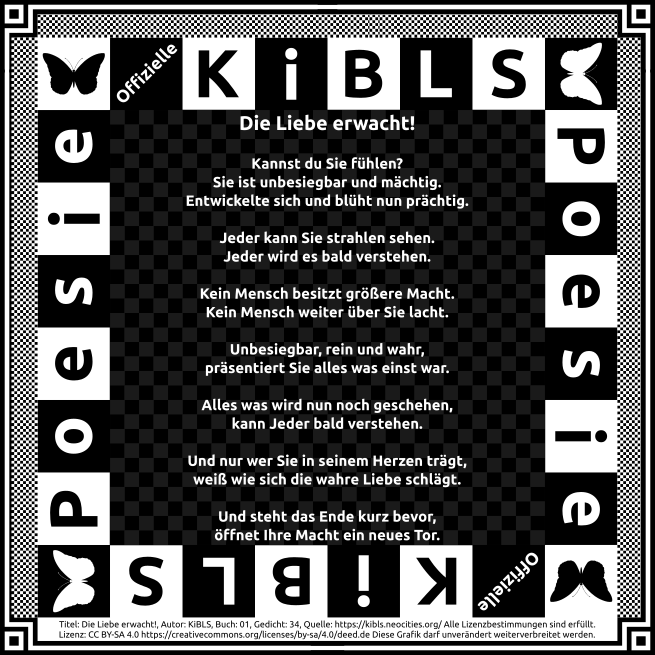 Offizielle KiBLS
Poesie
Poesie
Die Liebe erwacht!
Kannst du Sie fühlen?
Sie ist unbesiegbar und mächtig.
Entwickelte sich und blüht nun prächtig.
Jeder kann Sie strahlen sehen.
Jeder wird es bald verstehen.
Kein Mensch besitzt größere Macht.
Kein Mensch weiter über Sie lacht.
Unbesiegbar, rein und wahr,
präsentiert Sie alles was einst war.
Alles was wird nun noch geschehen,
kann Jeder bald verstehen.
Und nur wer Sie in seinem Herzen trägt,
weiß wie sich die wahre Liebe schlägt.
Und steht das Ende kurz bevor,
öffnet Ihre Macht ein neues Tor.
Offizielle KiBLS
Titel: Die Liebe erwacht!, Autor: KiBLS, Buch: 01, Gedicht: 34, Quelle: https://kibls.neocities.org/ Alle Lizenzbestimmungen sind erfüllt.
Lizenz: CC BY-SA 4.0 https://creativecommons.org/licenses/by-sa/4.0/deed.de Diese Grafik darf unverändert weiterverbreitet werden.